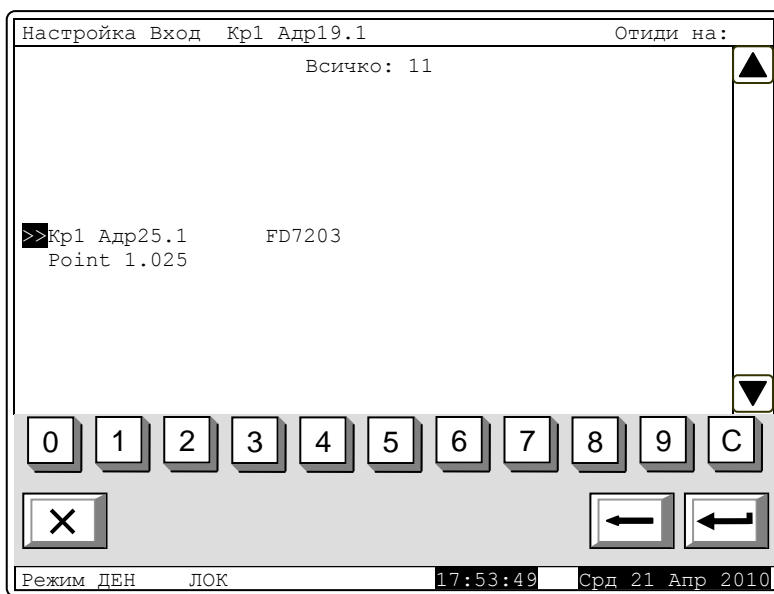 Настройка Вход Кр1 Адр19.1 Отиди на:
Всичко: 11
>>Кр1 Адр25.1 FD7203
Point 1.025
0 1 2 3 4 5 6 7 8 9 C
Режим ДЕН ЛОК 17:53:49 Срд 21 Апр 2010